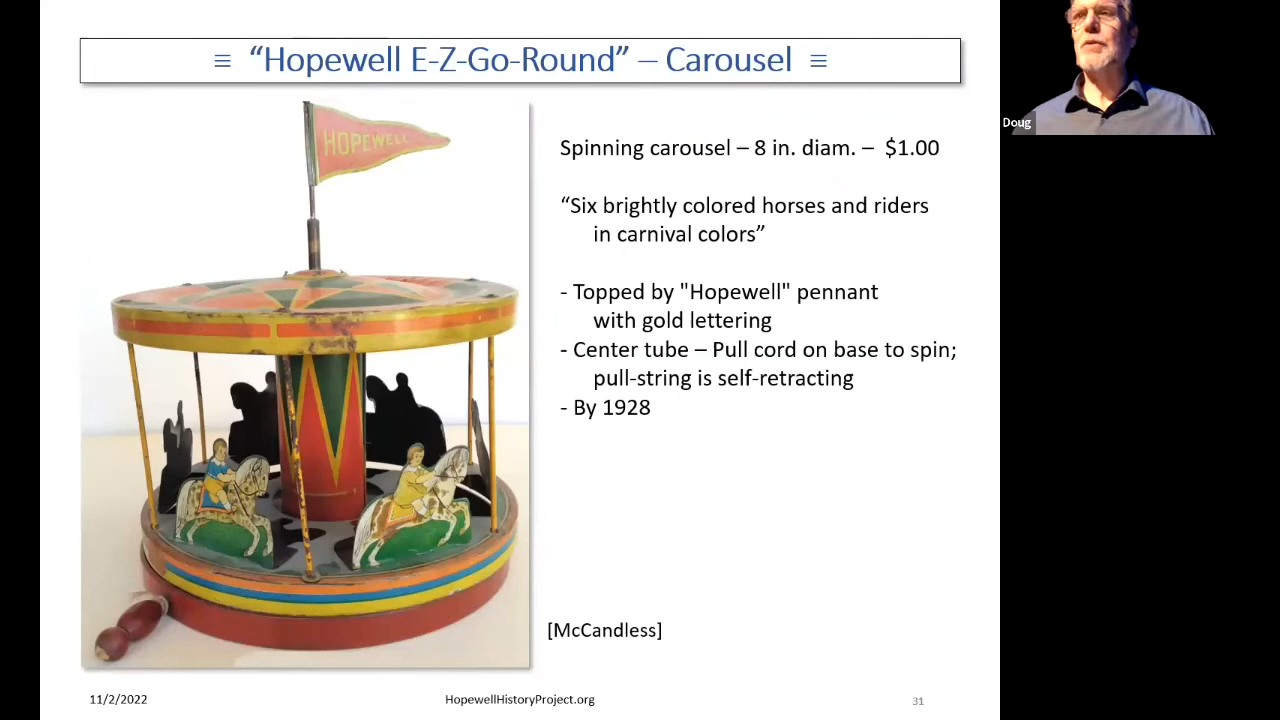 ≡ “Hopewell E-Z-Go-Round” – Carousel ≡
HOPEWELL
Spinning carousel – 8 in. diam. – $1.00
“Six brightly colored horses and riders
in carnival colors”
- Topped by "Hopewell" pennant
with gold lettering
- Center tube – Pull cord on base to spin;
pull-string is self-retracting
- By 1928
[McCandless]
11/2/2022
HopewellHistoryProject.org
31
Doug